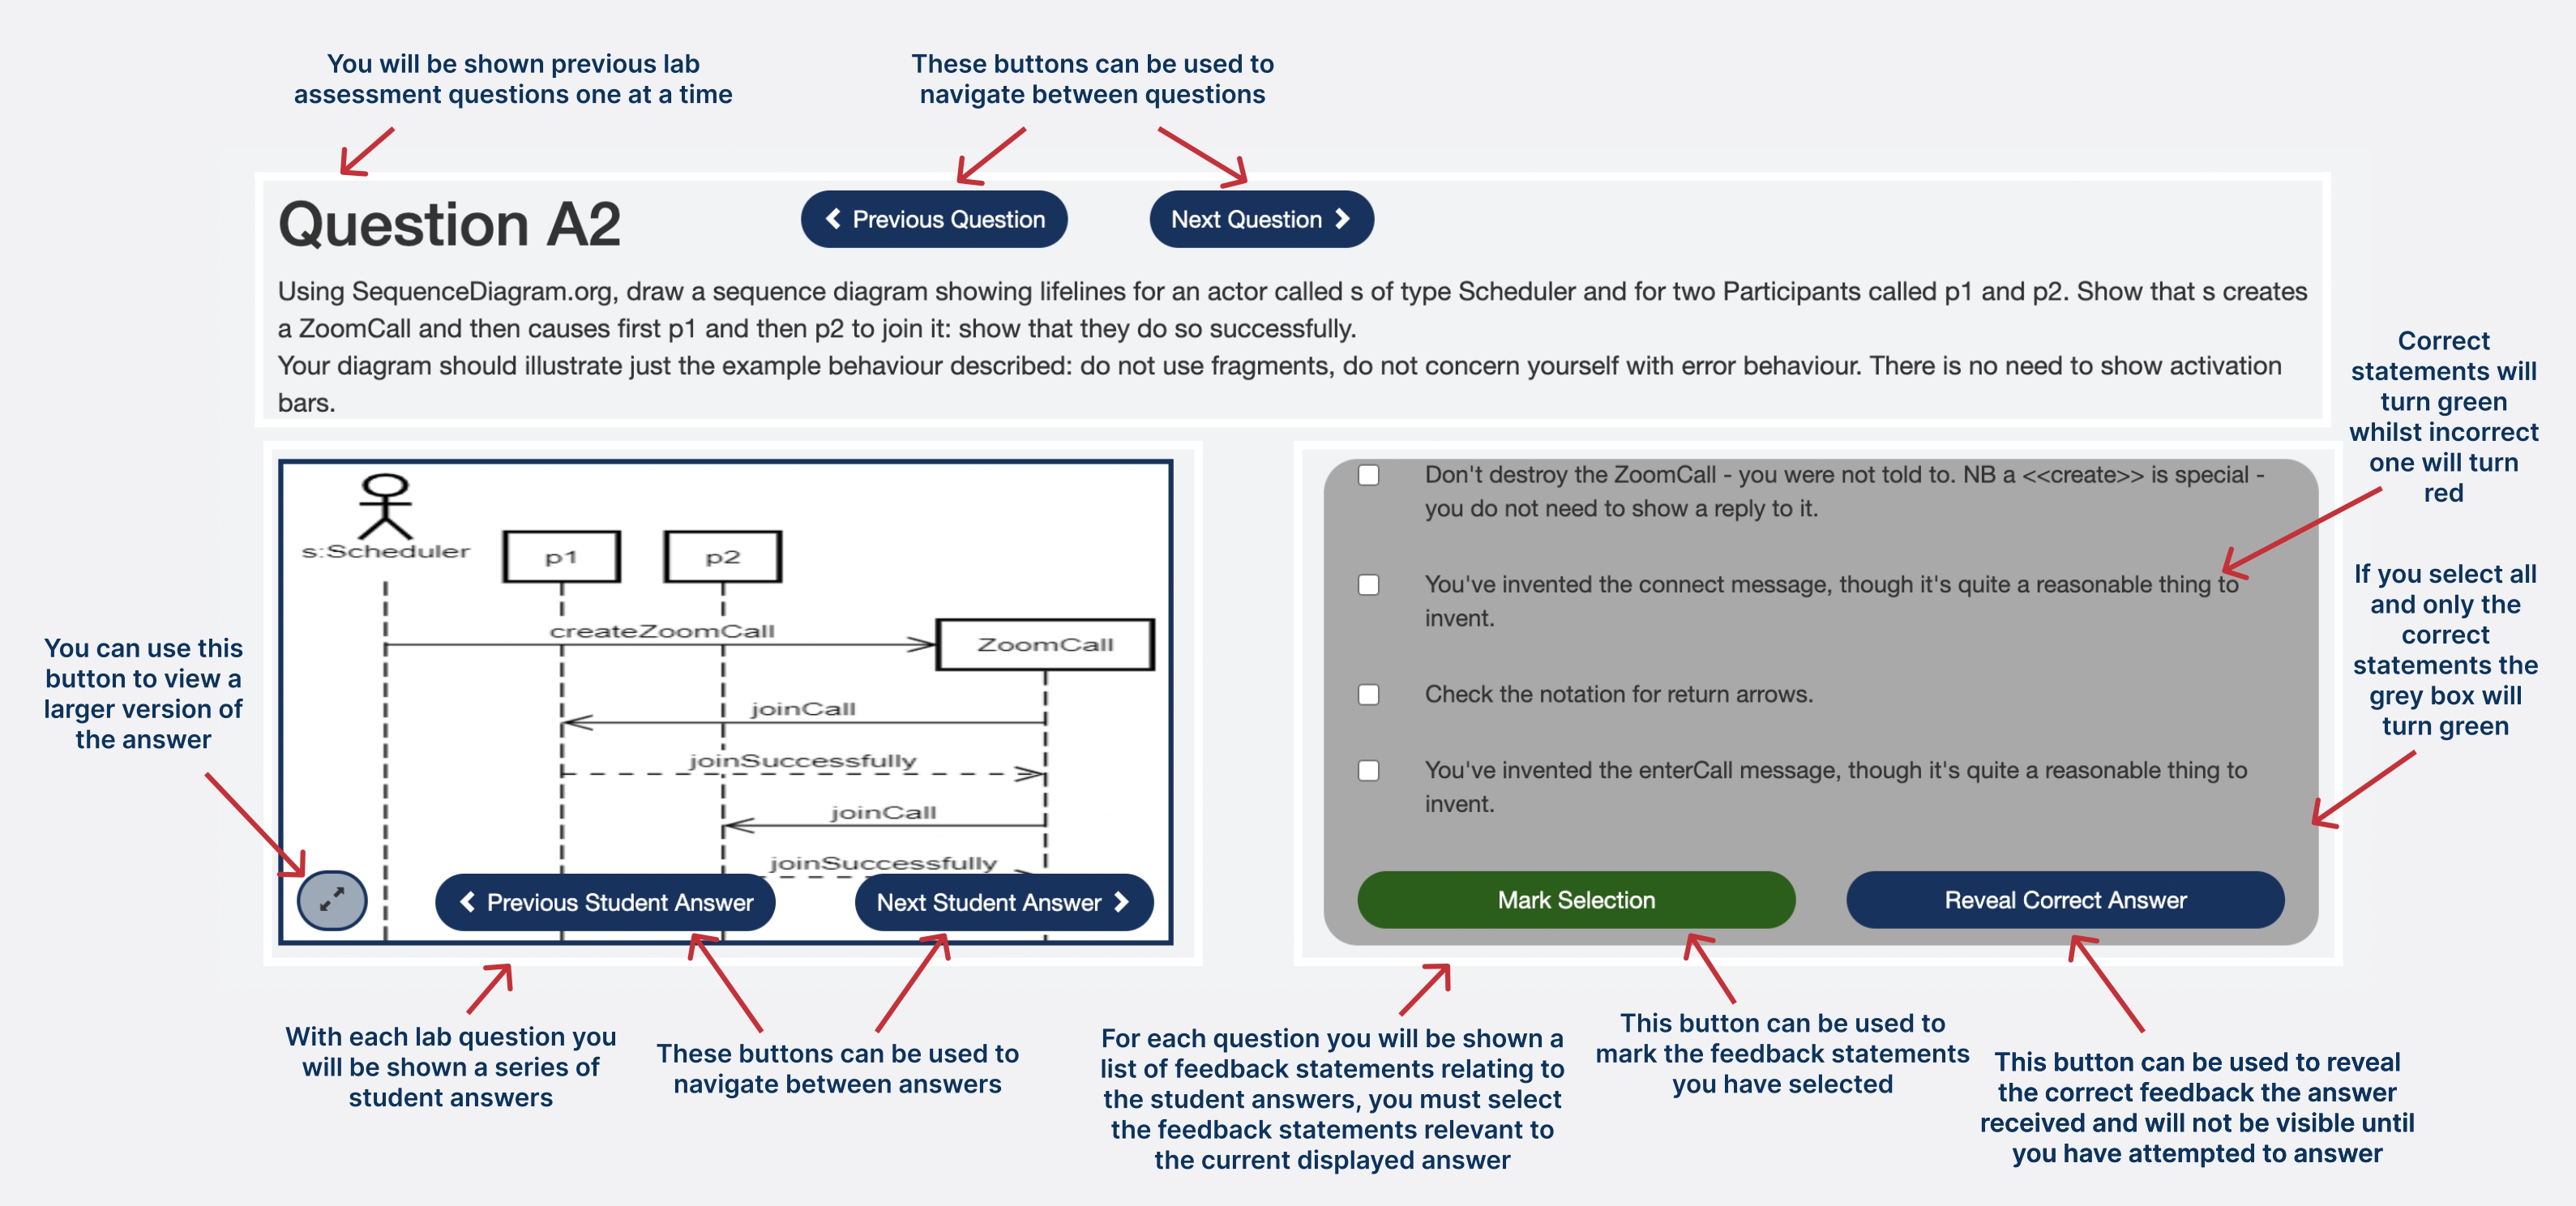 You will be shown previous lab
assessment questions one at a time
These buttons can be used to
navigate between questions
Question A2
Previous Question
Next Question
Using SequenceDiagram.org, draw a sequence diagram showing lifelines for an actor called s of type Scheduler and for two Participants called p1 and p2. Show that s creates
a ZoomCall and then causes first p1 and then p2 to join it: show that they do so successfully.
Your diagram should illustrate just the example behaviour described: do not use fragments, do not concern yourself with error behaviour. There is no need to show activation
bars.
Correct
statements will
turn green
whilst incorrect
one will turn
red
If you select all
and only the
correct
statements the
grey box will
turn green
You can use this
button to view a
larger version of
the answer
s:Scheduler
p1
p2
createZoomCall
ZoomCall
joinCall
joinSuccessfully
joinCall
joinSuccessfully
Previous Student Answer
Next Student Answer
Don't destroy the ZoomCall - you were not told to. NB a <<create>> is special -
you do not need to show a reply to it.
You've invented the connect message, though it's quite a reasonable thing to
invent.
Check the notation for return arrows.
You've invented the enterCall message, though it's quite a reasonable thing to
invent.
Mark Selection
Reveal Correct Answer
With each lab question you
will be shown a series of
student answers
These buttons can be used to
navigate between answers
For each question you will be shown a
list of feedback statements relating to
the student answers, you must select
the feedback statements relevant to
the current displayed answer
This button can be used to
mark the feedback statements
you have selected
This button can be used to reveal
the correct feedback the answer
received and will not be visible until
you have attempted to answer